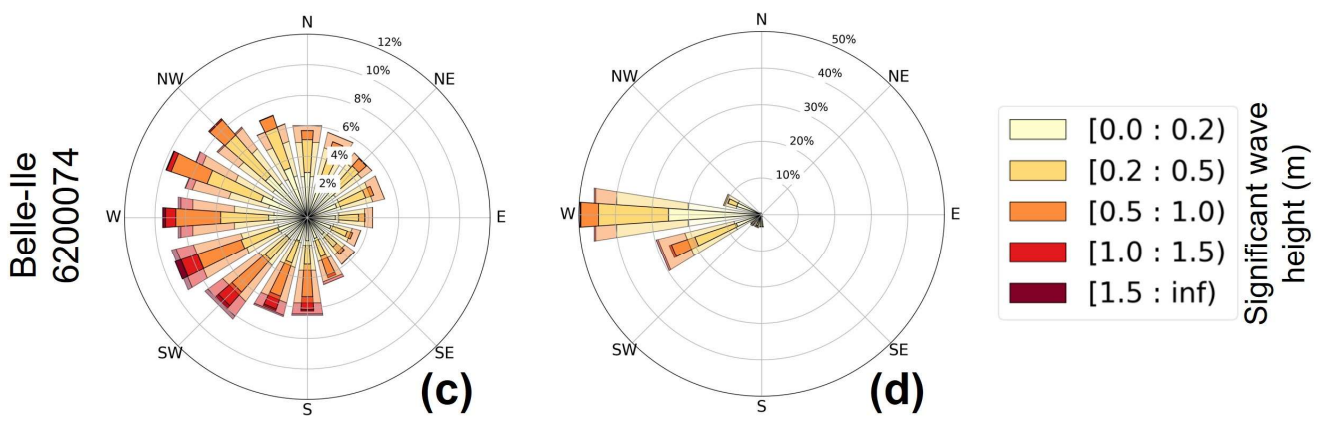 Belle-Ile
6200074
N
NE
E
SE
S
SW
W
NW
12%
10%
8%
6%
4%
2%
(c)
N
NE
E
SE
S
SW
W
NW
50%
40%
30%
20%
10%
(d)
[0.0 : 0.2)
[0.2 : 0.5)
[0.5 : 1.0)
[1.0 : 1.5)
[1.5 : inf)
Significant wave
height (m)